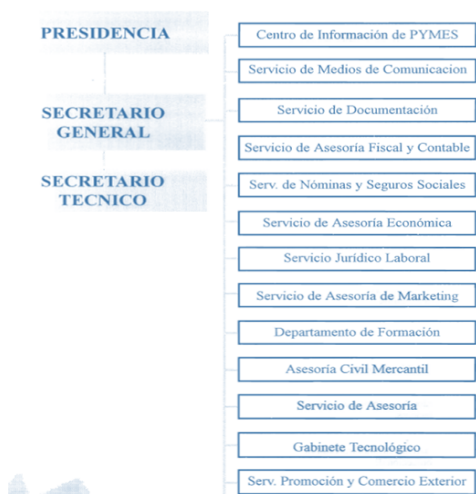 PRESIDENCIA
SECRETARIO
GENERAL
SECRETARIO
TECNICO
Centro de Información de PYMES
Servicio de Medios de Comunicacion
Servicio de Documentación
Servicio de Asesoría Fiscal y Contable
Serv. de Nóminas y Seguros Sociales
Servicio de Asesoría Económica
Servicio Jurídico Laboral
Servicio de Asesoría de Marketing
Departamento de Formación
Asesoría Civil Mercantil
Servicio de Asesoría
Gabinete Tecnológico
Serv. Promoción y Comercio Exterior